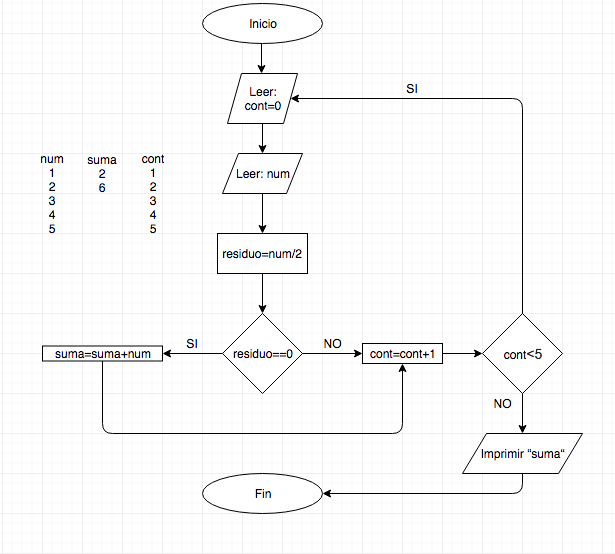 Inicio
SI
Leer:
cont=0
num suma cont
1 2 1
2 6 2
3 3
4 4
5 5
Leer: num
residuo=num/2
SI
NO
suma=suma+num
residuo==0
cont=cont+1
cont<5
NO
Imprimir "suma"
Fin